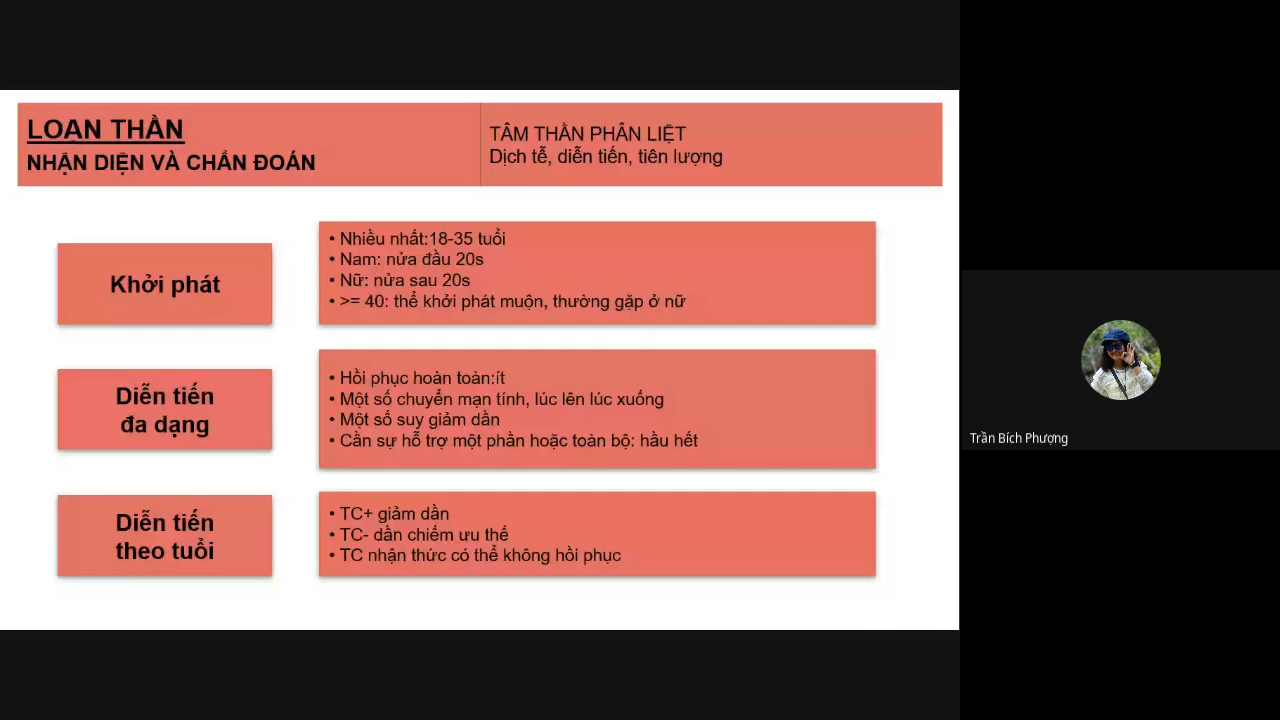 LOẠN THẦN
NHẬN DIỆN VÀ CHẨN ĐOÁN
TÂM THẦN PHÂN LIỆT
Dịch tễ, diễn tiến, tiên lượng
Khởi phát
• Nhiều nhất:18-35 tuổi
• Nam: nửa đầu 20s
• Nữ: nửa sau 20s
• >= 40: thể khởi phát muộn, thường gặp ở nữ
Diễn tiến
đa dạng
• Hồi phục hoàn toàn:ít
• Một số chuyển mạn tính, lúc lên lúc xuống
• Một số suy giảm dần
• Cần sự hỗ trợ một phần hoặc toàn bộ: hầu hết
Diễn tiến
theo tuổi
• TC+ giảm dần
• TC- dần chiếm ưu thế
• TC nhận thức có thể không hồi phục
Trần Bích Phượng